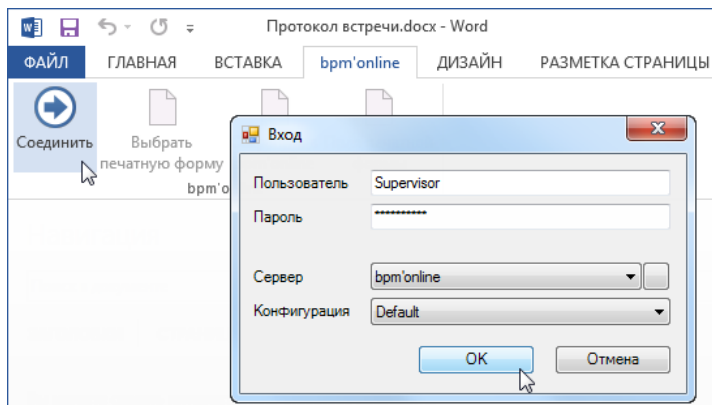 Протокол встречи.docx - Word
ФАЙЛ ГЛАВНАЯ ВСТАВКА bpm'online ДИЗАЙН РАЗМЕТКА СТРАНИЦЫ
Соединить
Выбрать
печатную форму
bpm'o
Вход
Пользователь Supervisor
Пароль **********
Сервер bpm'online
Конфигурация Default
OK Отмена